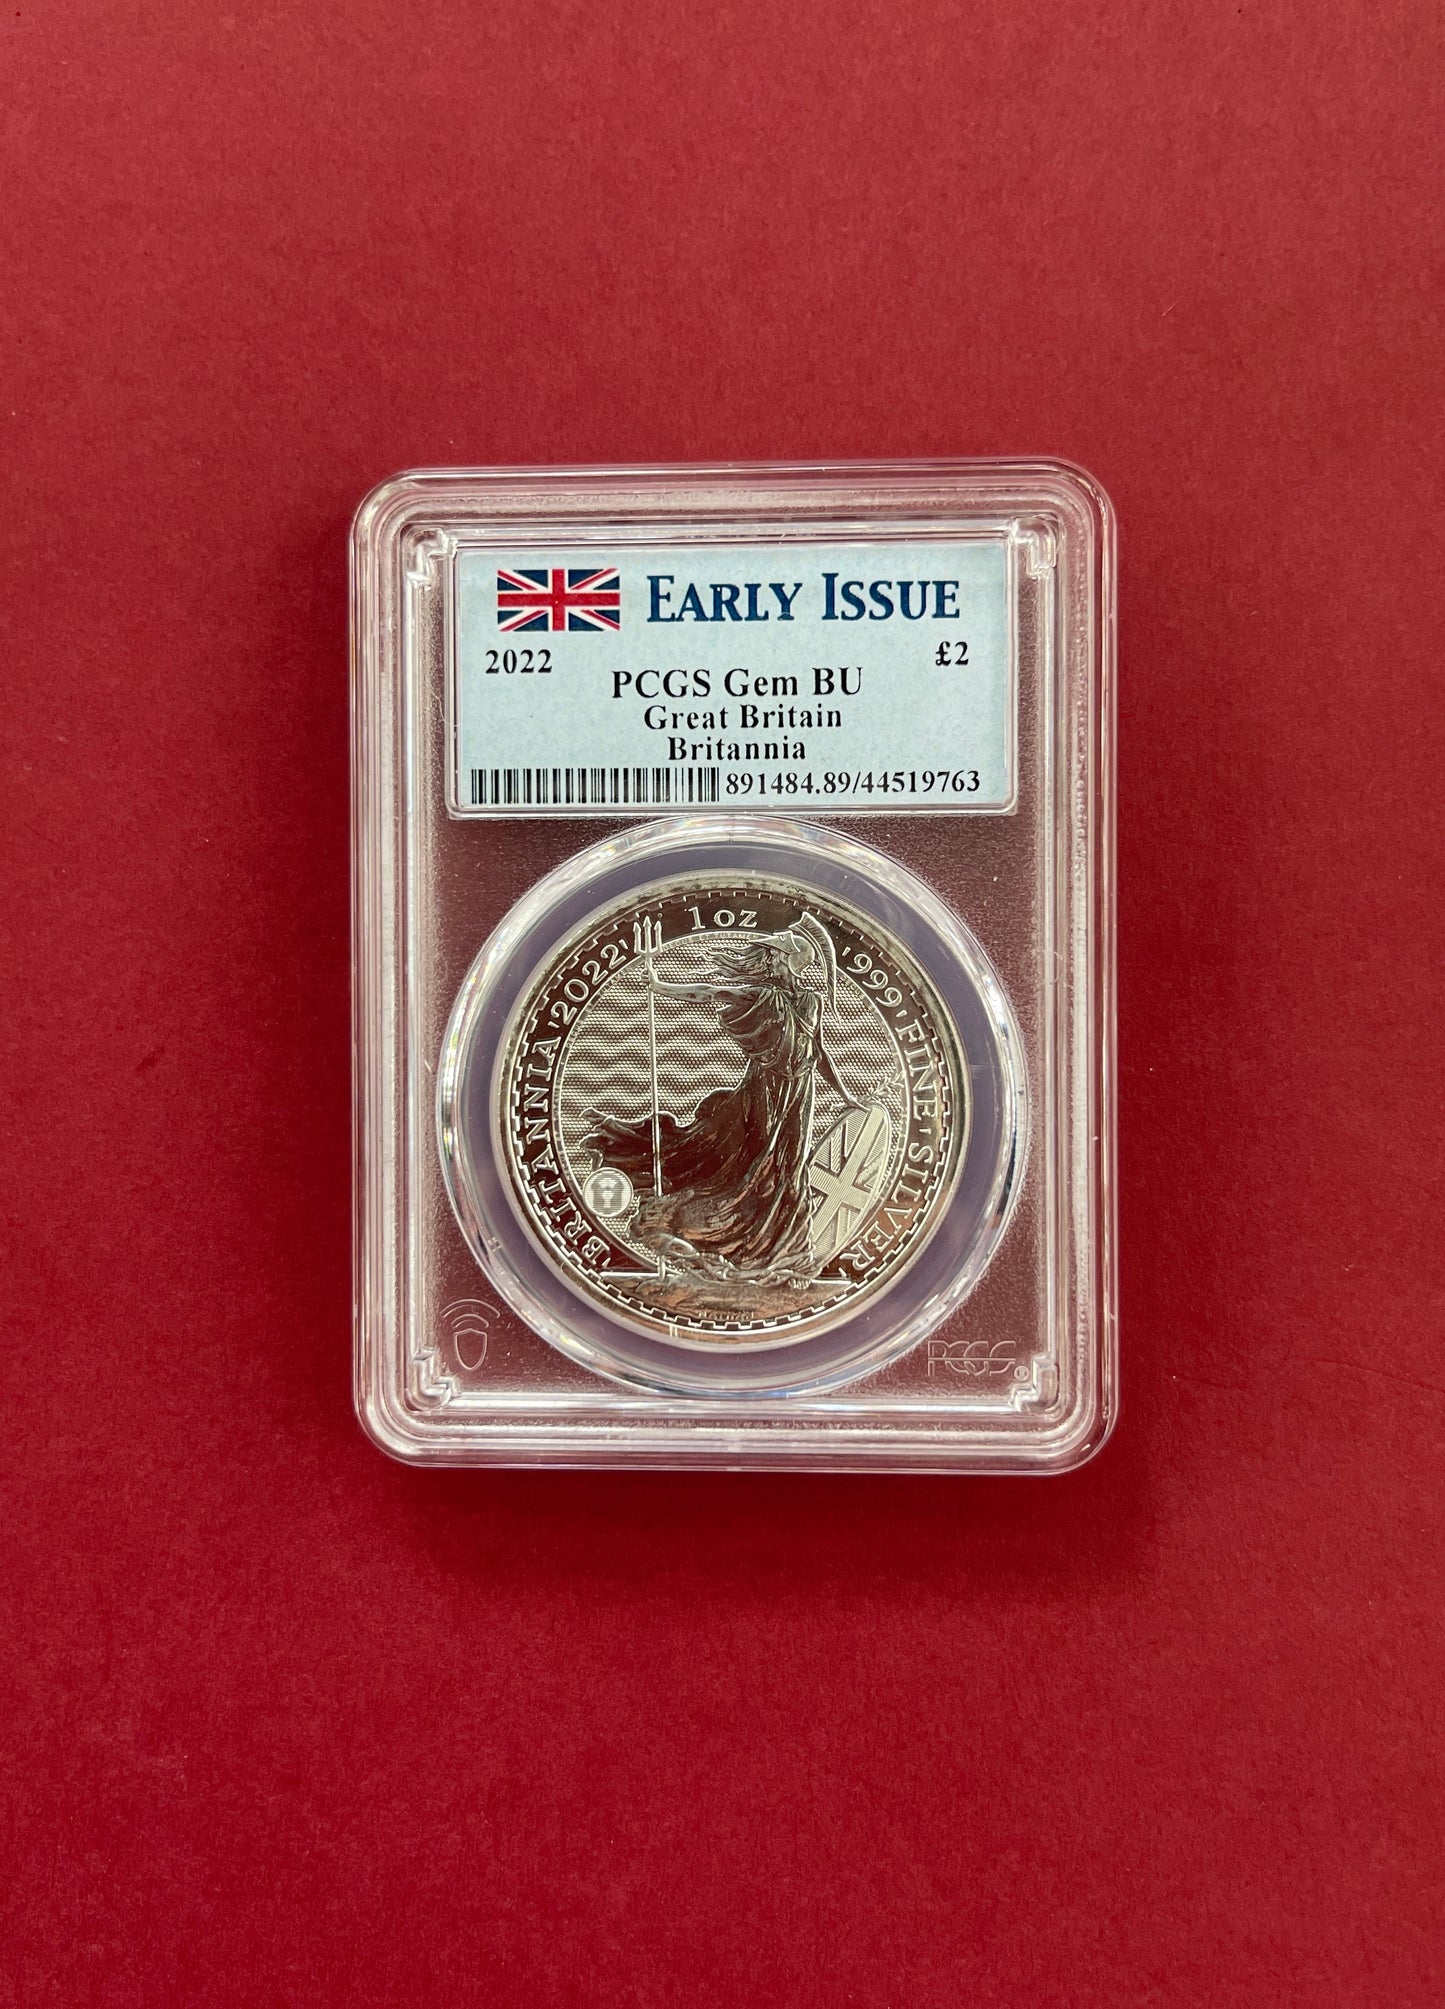 EARLY ISSUE
2022 £2
PCGS Gem BU
Great Britain
Britannia
891484.89/44519763
'BRITANNIA '2022' 1oz '999 ' FINE ' SILVER'
PCGS